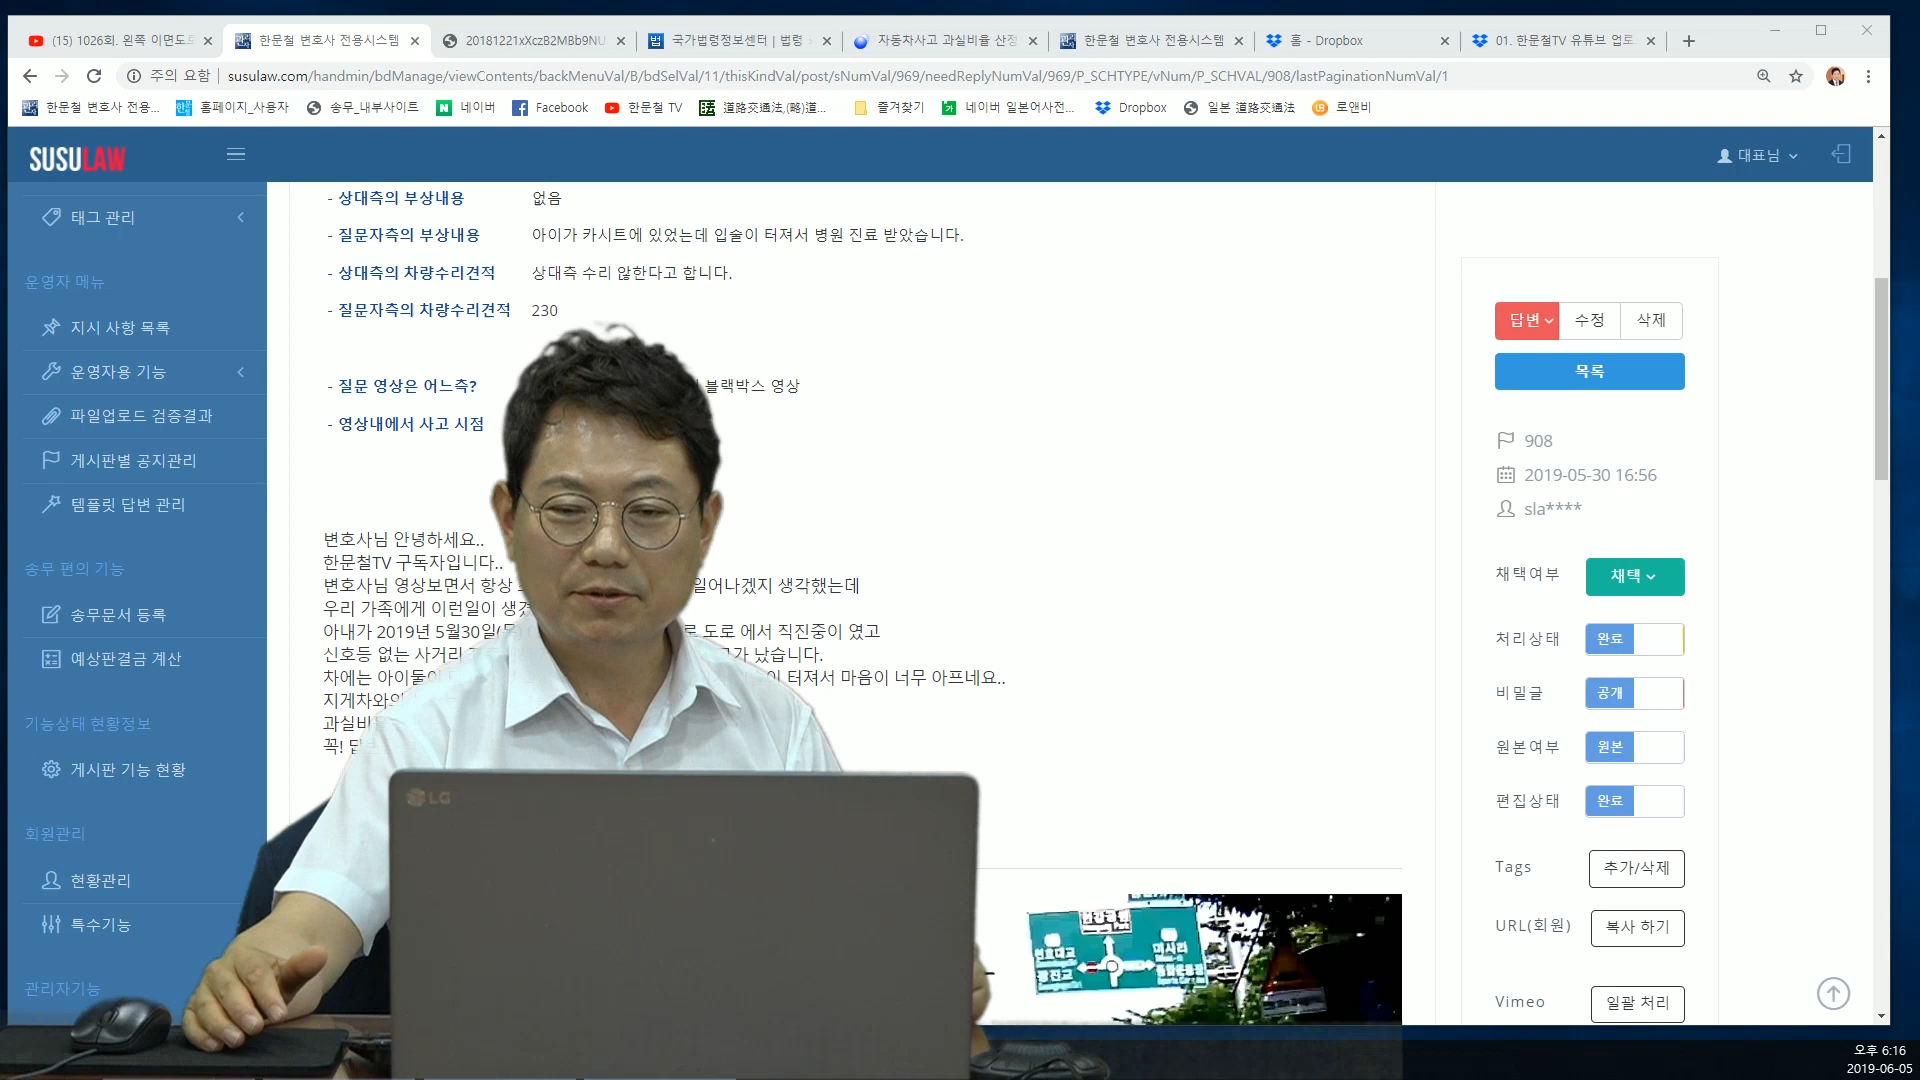 (15) 1026회. 왼쪽 이면도로
한문철 변호사 전용시스템
20181221xXczB2MBb9NU
국가법령정보센터 | 법령
자동차사고 과실비율 산정
한문철 변호사 전용시스템
홈 - Dropbox
01. 한문철TV 유튜브 업로
주의 요함
susulaw.com/handmin/bdManage/viewContents/backMenuVal/B/bdSelVal/11/thisKindVal/post/sNumVal/969/needReplyNumVal/969/P_SCHTYPE/vNum/P_SCHVAL/908/lastPaginationNumVal/1
한문철 변호사 전용...
홈페이지_사용자
송무_내부사이트
네이버
Facebook
한문철 TV
道路交通法,(略)道...
즐겨찾기
네이버 일본어사전...
Dropbox
일본 道路交通法
로앤비
SUSULAW
대표님
태그 관리
운영자 메뉴
지시 사항 목록
운영자용 기능
파일업로드 검증결과
게시판별 공지관리
템플릿 답변 관리
송무 편의 기능
송무문서 등록
예상판결금 계산
기능상태 현황정보
게시판 기능 현황
회원관리
현황관리
특수기능
관리자기능
- 상대측의 부상내용 없음
- 질문자측의 부상내용 아이가 카시트에 있었는데 입술이 터져서 병원 진료 받았습니다.
- 상대측의 차량수리견적 상대측 수리 않한다고 합니다.
- 질문자측의 차량수리견적 230
- 질문 영상은 어느측? 블랙박스 영상
- 영상내에서 사고 시점
변호사님 안녕하세요..
한문철TV 구독자입니다..
변호사님 영상보면서 항상 일어나겠지 생각했는데
우리 가족에게 이런일이 생겼
아내가 2019년 5월30일(목) 로 도로 에서 직진중이 였고
신호등 없는 사거리 가 났습니다.
차에는 아이둘이 터져서 마음이 너무 아프네요..
지게차와의
과실비
꼭!
답변
수정
삭제
목록
908
2019-05-30 16:56
sla****
채택여부 채택
처리상태 완료
비밀글 공개
원본여부 원본
편집상태 완료
Tags 추가/삭제
URL(회원) 복사 하기
Vimeo 일괄 처리
LG
천호대교
광진교
미사리
오후 6:16
2019-06-05